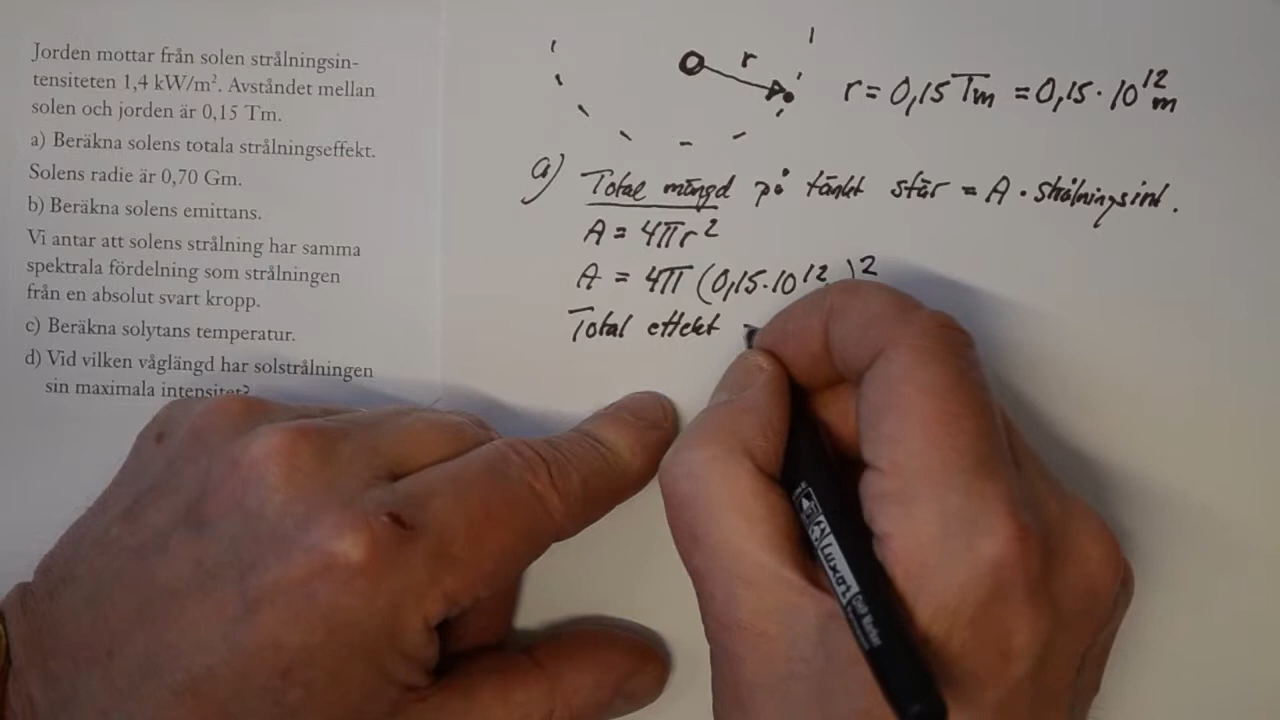 Jorden mottar från solen strålningsin-
tensiteten 1,4 kW/m². Avståndet mellan
solen och jorden är 0,15 Tm.
a) Beräkna solens totala strålningseffekt.
Solens radie är 0,70 Gm.
b) Beräkna solens emittans.
Vi antar att solens strålning har samma
spektrala fördelning som strålningen
från en absolut svart kropp.
c) Beräkna solytans temperatur.
d) Vid vilken våglängd har solstrålningen
sin maximala intensitet?
r
r = 0,15 Tm = 0,15 · 10¹² m
a) Total mängd på tänkt sfär = A · strålningsint.
A = 4πr²
A = 4π (0,15 · 10¹² )²
Total effekt
Luxor